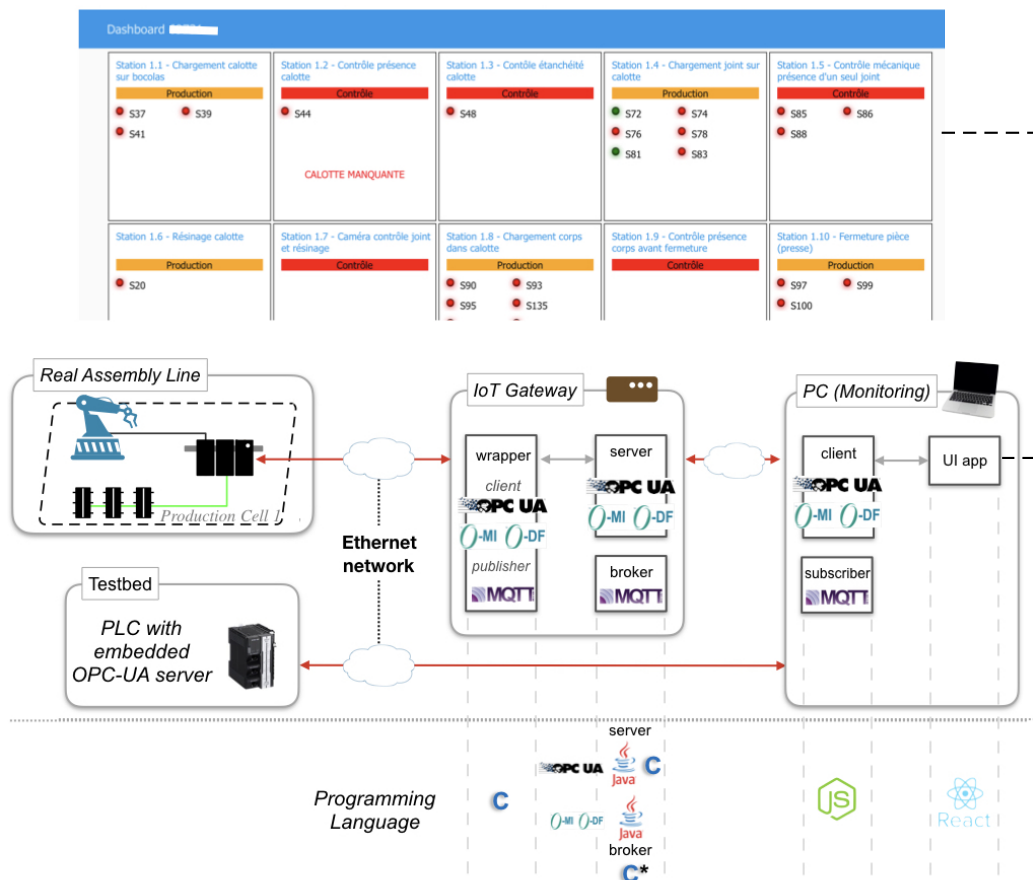 Dashboard
Station 1.1 - Chargement calotte
sur bocolas
Production
S37
S39
S41
Station 1.2 - Contrôle présence
calotte
Contrôle
S44
CALOTTE MANQUANTE
Station 1.3 - Contôle étanchéité
calotte
Contrôle
S48
Station 1.4 - Chargement joint sur
calotte
Production
S72
S74
S76
S78
S81
S83
Station 1.5 - Contrôle mécanique
présence d'un seul joint
Contrôle
S85
S86
S88
Station 1.6 - Résinage calotte
Production
S20
Station 1.7 - Caméra contrôle joint
et résinage
Contrôle
Station 1.8 - Chargement corps
dans calotte
Production
S90
S93
S95
S135
Station 1.9 - Contrôle présence
corps avant fermeture
Contrôle
Station 1.10 - Fermeture pièce
(presse)
Production
S97
S99
S100
Real Assembly Line
Production Cell 1
Testbed
PLC with
embedded
OPC-UA server
Ethernet
network
IoT Gateway
wrapper
client
OPC UA
O-MI O-DF
publisher
MQTT
server
OPC UA
O-MI O-DF
broker
MQTT
PC (Monitoring)
client
OPC UA
O-MI O-DF
subscriber
MQTT
UI app
Programming
Language
C
server
OPC UA
Java
C
O-MI O-DF
Java
broker
C*
JS
React